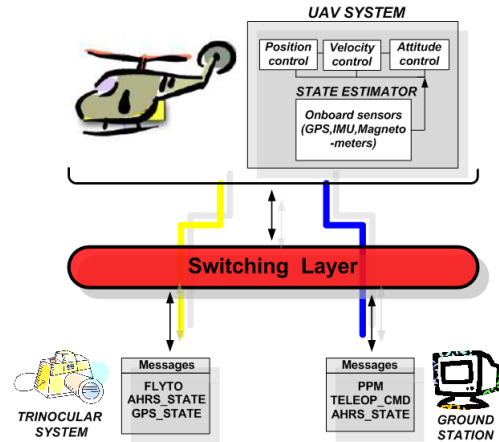 UAV SYSTEM
Position
control
Velocity
control
Attitude
control
STATE ESTIMATOR
Onboard sensors
(GPS,IMU,Magneto
-meters)
Switching Layer
Messages
FLYTO
AHRS_STATE
GPS_STATE
TRINOCULAR
SYSTEM
Messages
PPM
TELEOP_CMD
AHRS_STATE
GROUND
STATION